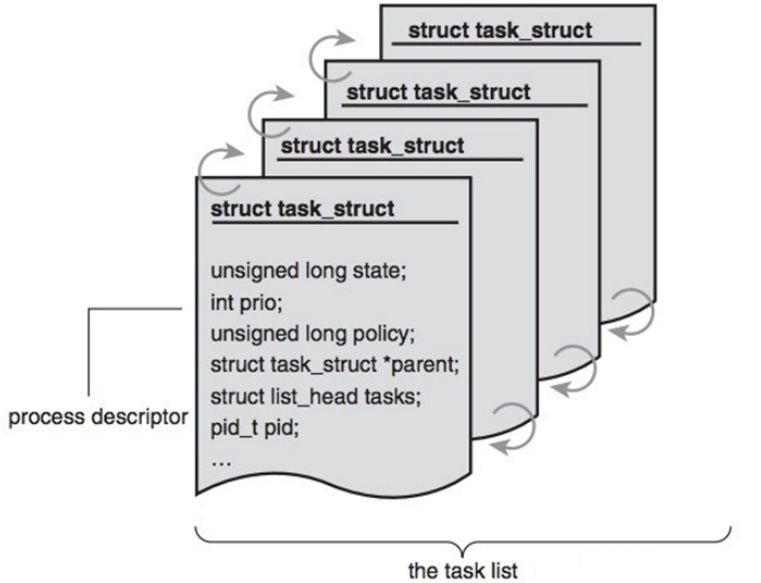 struct task_struct
struct task_struct
struct task_struct
struct task_struct
unsigned long state;
int prio;
unsigned long policy;
struct task_struct *parent;
struct list_head tasks;
pid_t pid;
...
process descriptor
the task list